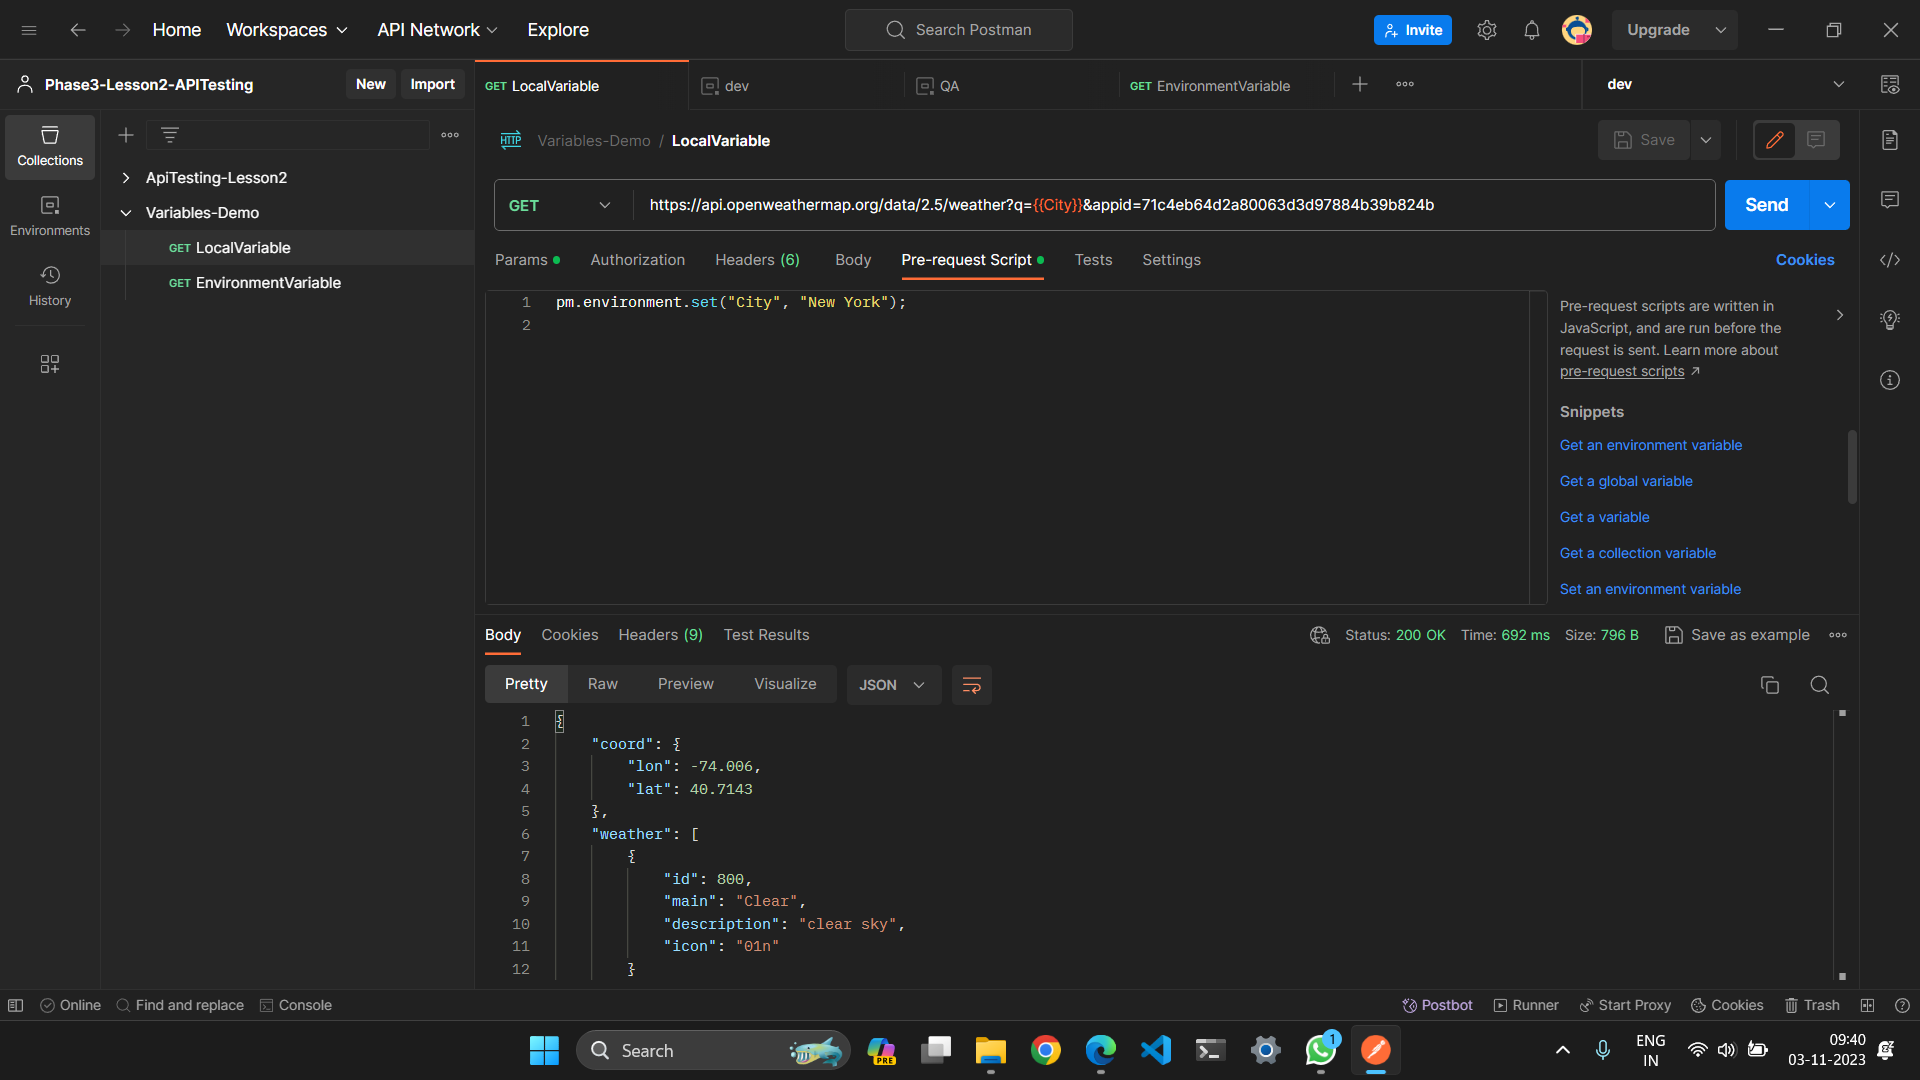 Home
Workspaces
API Network
Explore
Search Postman
Invite
Upgrade
Phase3-Lesson2-APITesting
New
Import
GET LocalVariable
dev
QA
GET EnvironmentVariable
dev
Collections
Environments
History
ApiTesting-Lesson2
Variables-Demo
GET LocalVariable
GET EnvironmentVariable
HTTP Variables-Demo / LocalVariable
Save
GET
https://api.openweathermap.org/data/2.5/weather?q={{City}}&appid=71c4eb64d2a80063d3d97884b39b824b
Send
Params
Authorization
Headers (6)
Body
Pre-request Script
Tests
Settings
Cookies
1 pm.environment.set("City", "New York");
2
Pre-request scripts are written in
JavaScript, and are run before the
request is sent. Learn more about
pre-request scripts
Snippets
Get an environment variable
Get a global variable
Get a variable
Get a collection variable
Set an environment variable
Body
Cookies
Headers (9)
Test Results
Status: 200 OK
Time: 692 ms
Size: 796 B
Save as example
Pretty
Raw
Preview
Visualize
JSON
1 {
2 "coord": {
3 "lon": -74.006,
4 "lat": 40.7143
5 },
6 "weather": [
7 {
8 "id": 800,
9 "main": "Clear",
10 "description": "clear sky",
11 "icon": "01n"
12 }
Online
Find and replace
Console
Postbot
Runner
Start Proxy
Cookies
Trash
Search
PRE
1
ENG
IN
09:40
03-11-2023